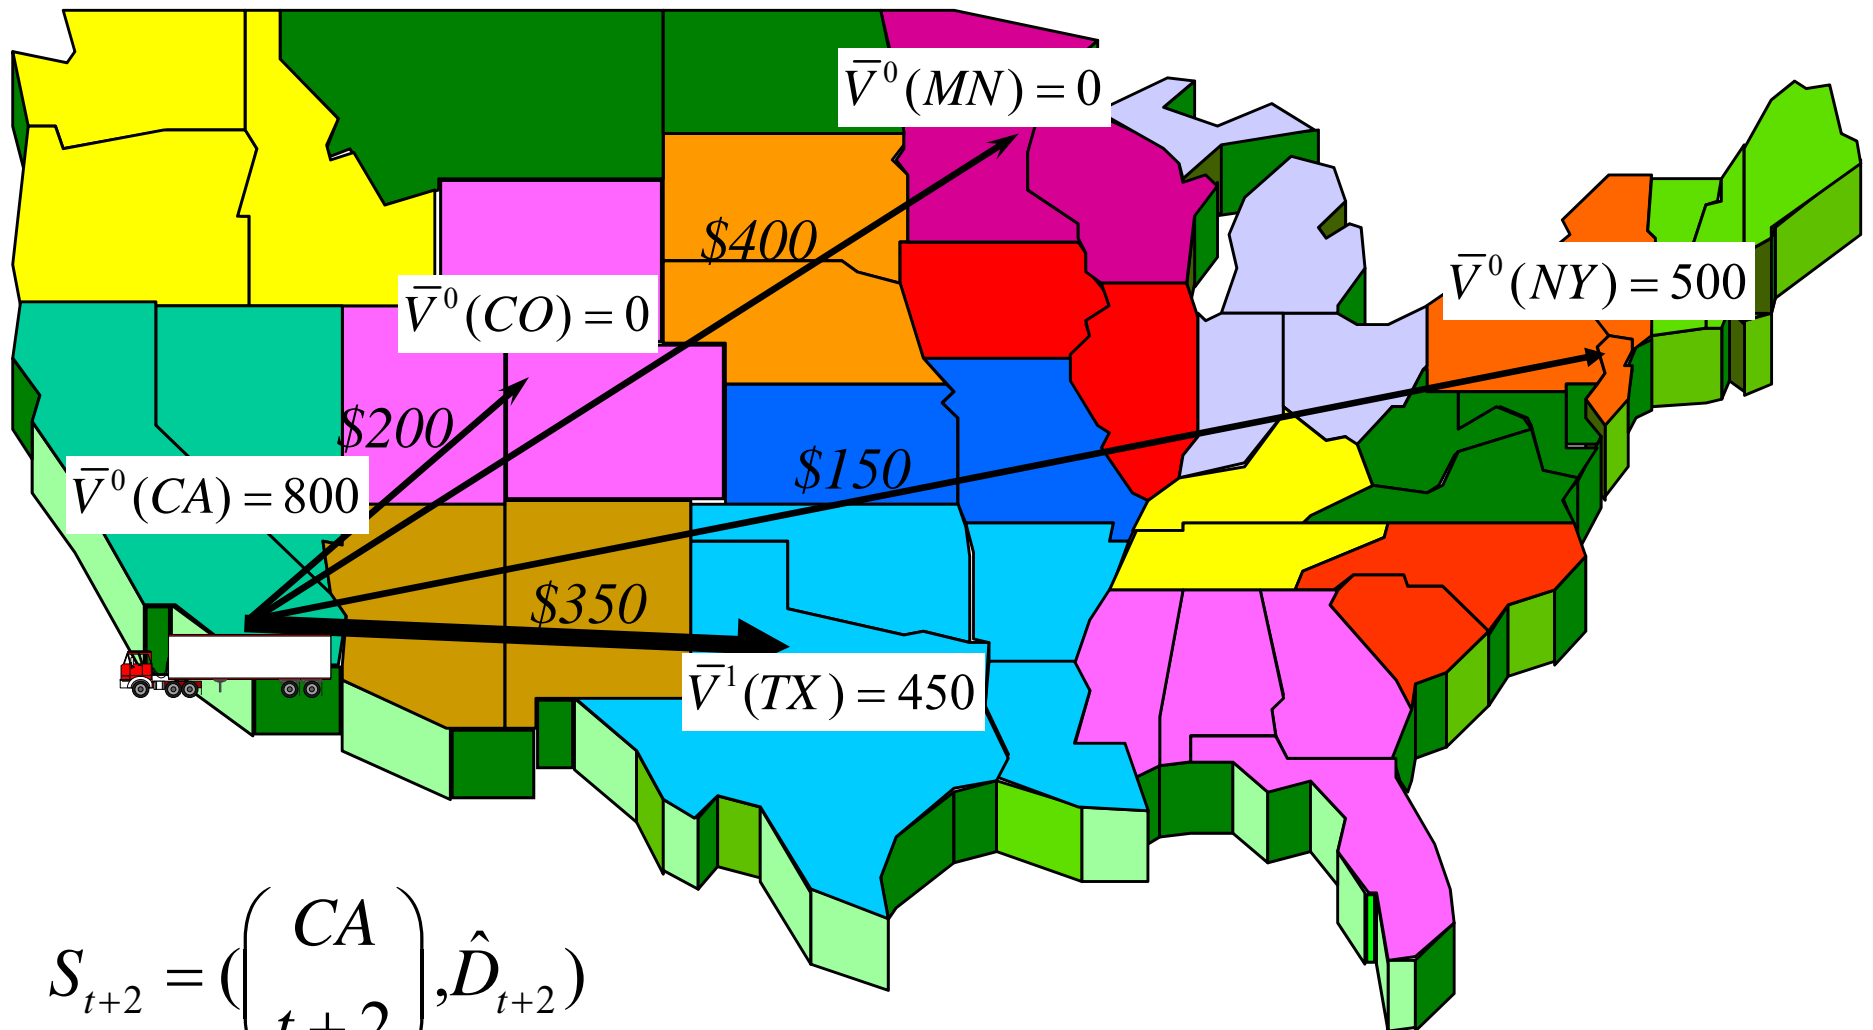 V̅⁰(MN) = 0
$400
V̅⁰(NY) = 500
V̅⁰(CO) = 0
$200
$150
V̅⁰(CA) = 800
$350
V̅¹(TX) = 450
S_{t+2} = ((CA
t + 2), D̂_{t+2})